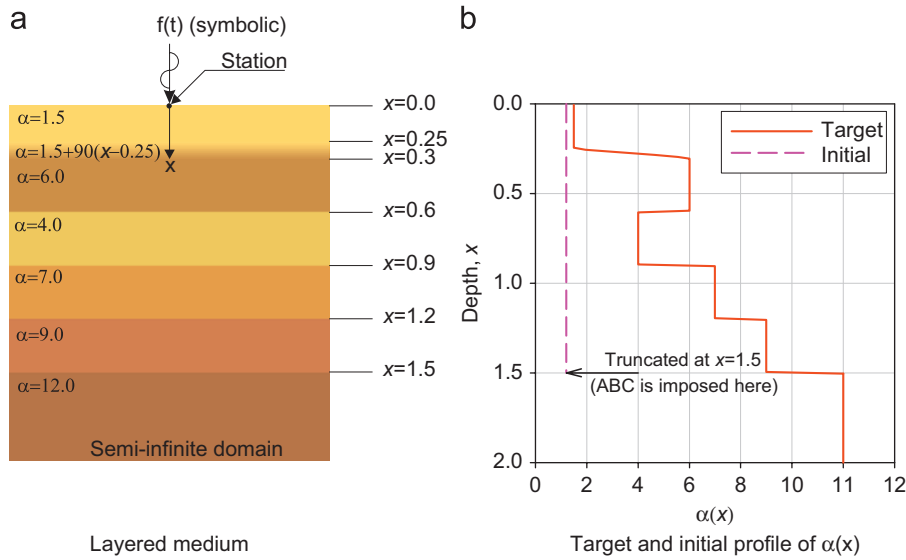 a
f(t) (symbolic)
Station
x=0.0
α=1.5
x=0.25
α=1.5+90(x−0.25)
x=0.3
x
α=6.0
x=0.6
α=4.0
x=0.9
α=7.0
x=1.2
α=9.0
x=1.5
α=12.0
Semi-infinite domain
Layered medium
b
0.0
0.5
1.0
1.5
2.0
Depth, x
Target
Initial
Truncated at x=1.5
(ABC is imposed here)
0 2 4 6 8 10 11 12
α(x)
Target and initial profile of α(x)